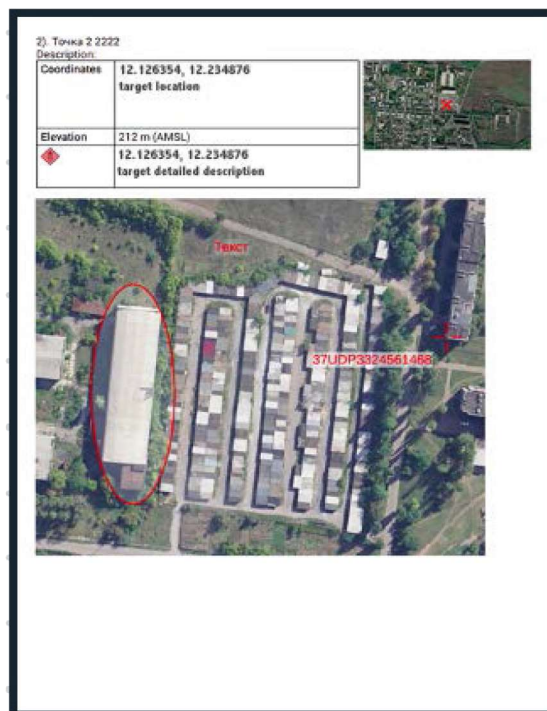 2). Точка 2 2222
Description:
Coordinates 12.126354, 12.234876
target location
Elevation 212 m (AMSL)
12.126354, 12.234876
target detailed description
Текст
37UDP3324561468